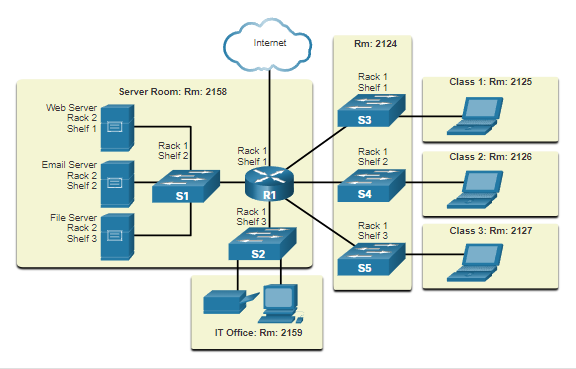 Internet
Rm: 2124
Server Room: Rm: 2158
Web Server
Rack 2
Shelf 1
Email Server
Rack 2
Shelf 2
File Server
Rack 2
Shelf 3
Rack 1
Shelf 2
S1
Rack 1
Shelf 1
R1
Rack 1
Shelf 3
S2
Rack 1
Shelf 1
S3
Rack 1
Shelf 2
S4
Rack 1
Shelf 3
S5
Class 1: Rm: 2125
Class 2: Rm: 2126
Class 3: Rm: 2127
IT Office: Rm: 2159